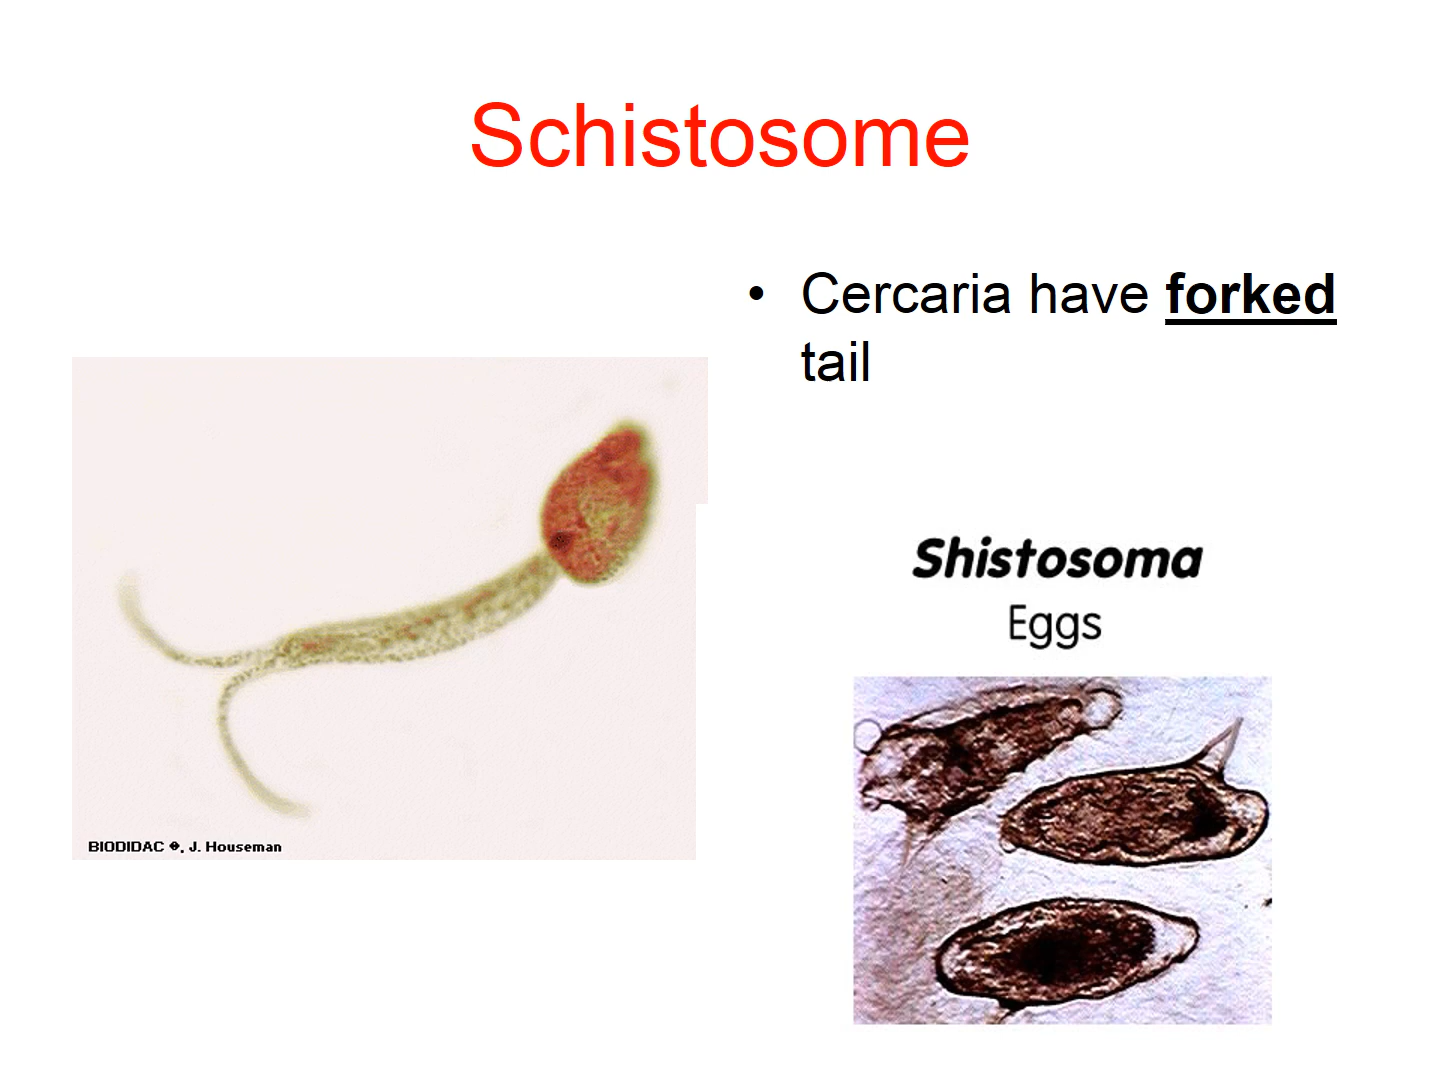 Schistosome
• Cercaria have forked
tail
Shistosoma
Eggs
BIODIDAC �, J. Houseman